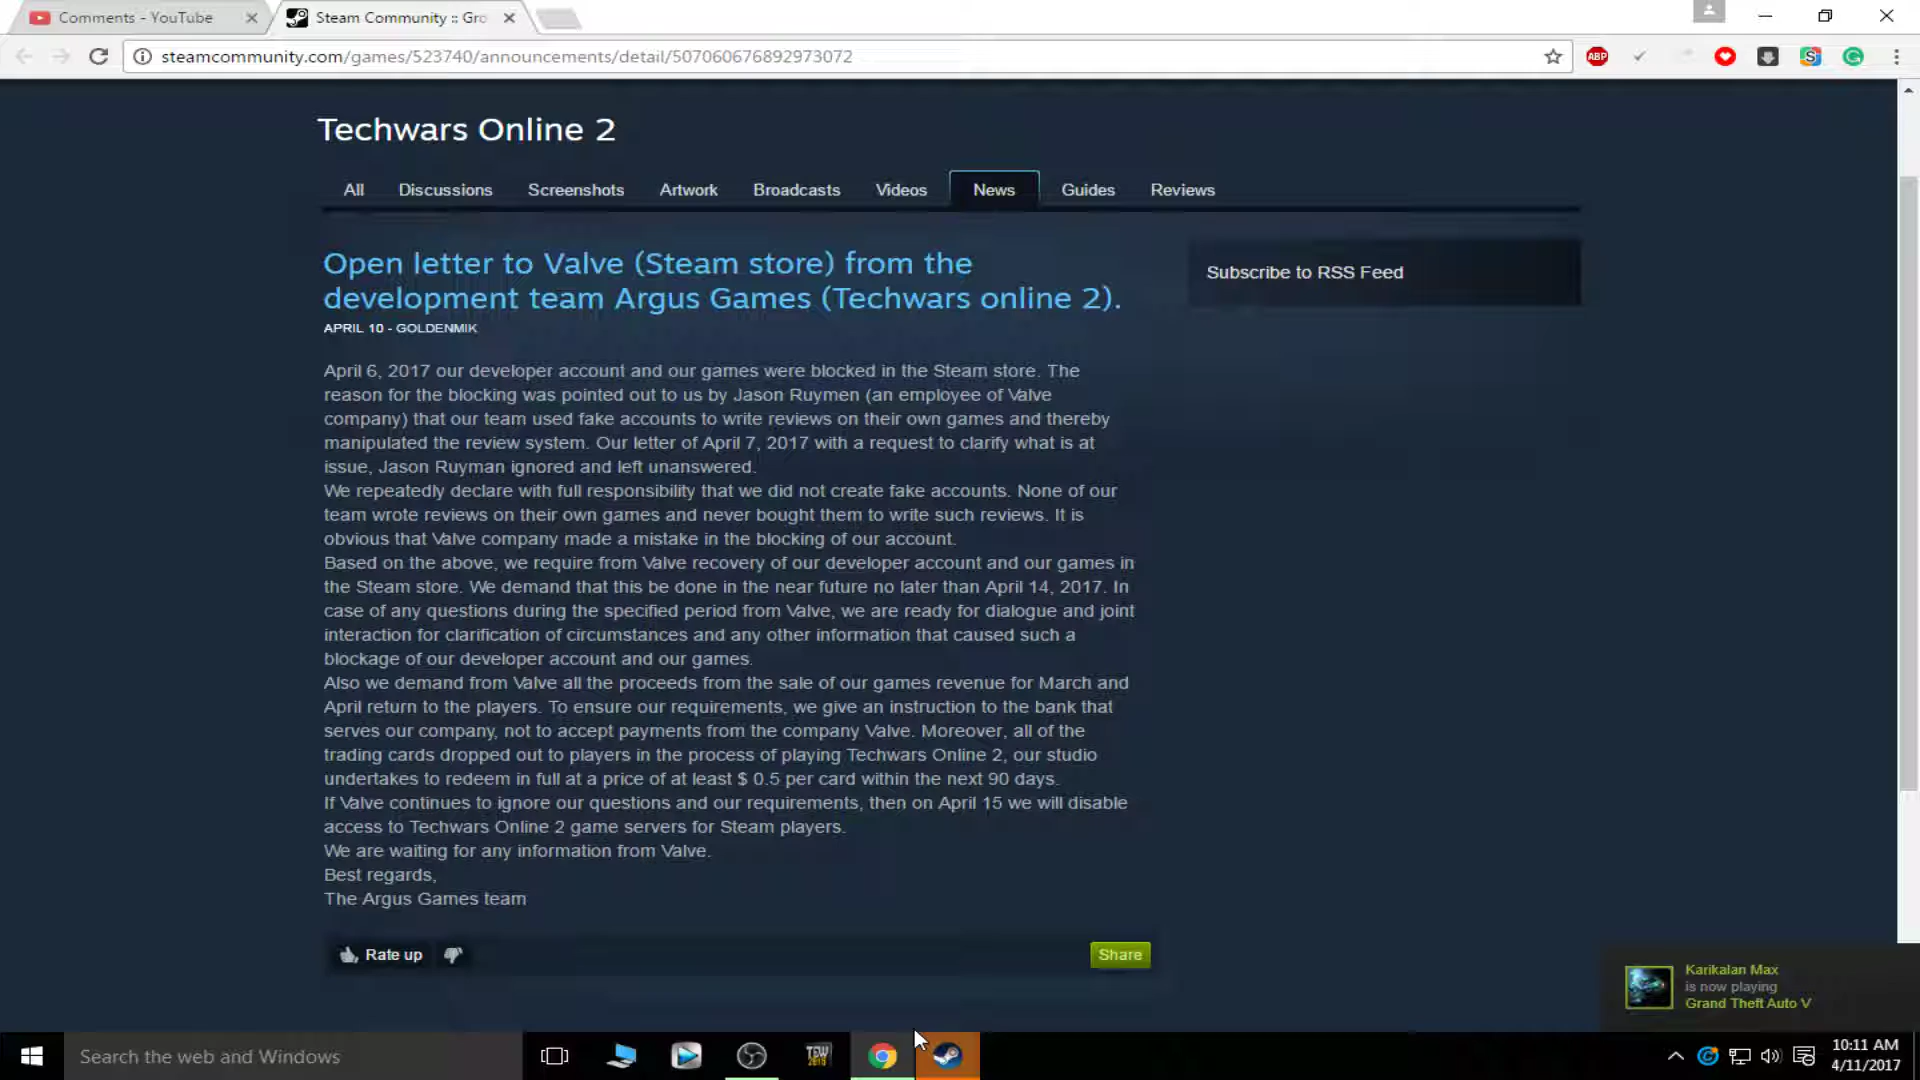 Comments - YouTube
Steam Community :: Gro
steamcommunity.com/games/523740/announcements/detail/507060676892973072
ABP
Techwars Online 2
All Discussions Screenshots Artwork Broadcasts Videos News Guides Reviews
Open letter to Valve (Steam store) from the
development team Argus Games (Techwars online 2).
APRIL 10 - GOLDENMIK
Subscribe to RSS Feed
April 6, 2017 our developer account and our games were blocked in the Steam store. The
reason for the blocking was pointed out to us by Jason Ruymen (an employee of Valve
company) that our team used fake accounts to write reviews on their own games and thereby
manipulated the review system. Our letter of April 7, 2017 with a request to clarify what is at
issue, Jason Ruyman ignored and left unanswered.
We repeatedly declare with full responsibility that we did not create fake accounts. None of our
team wrote reviews on their own games and never bought them to write such reviews. It is
obvious that Valve company made a mistake in the blocking of our account.
Based on the above, we require from Valve recovery of our developer account and our games in
the Steam store. We demand that this be done in the near future no later than April 14, 2017. In
case of any questions during the specified period from Valve, we are ready for dialogue and joint
interaction for clarification of circumstances and any other information that caused such a
blockage of our developer account and our games.
Also we demand from Valve all the proceeds from the sale of our games revenue for March and
April return to the players. To ensure our requirements, we give an instruction to the bank that
serves our company, not to accept payments from the company Valve. Moreover, all of the
trading cards dropped out to players in the process of playing Techwars Online 2, our studio
undertakes to redeem in full at a price of at least $ 0.5 per card within the next 90 days.
If Valve continues to ignore our questions and our requirements, then on April 15 we will disable
access to Techwars Online 2 game servers for Steam players.
We are waiting for any information from Valve.
Best regards,
The Argus Games team
Rate up
Share
Karikalan Max
is now playing
Grand Theft Auto V
Search the web and Windows
TEW
10:11 AM
4/11/2017